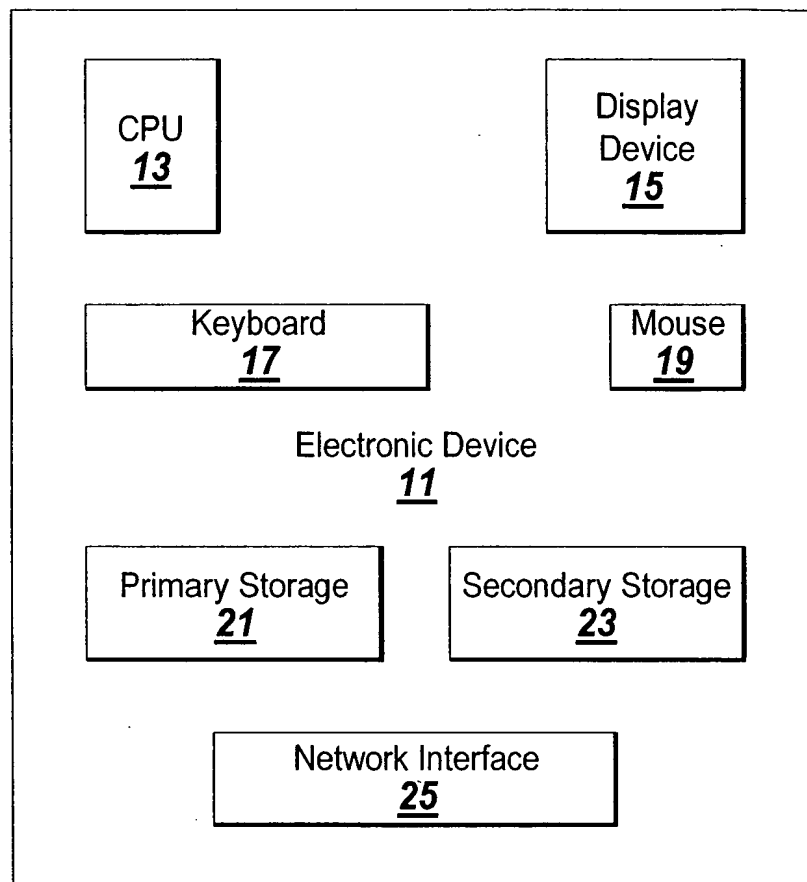 CPU
13
Display
Device
15
Keyboard
17
Mouse
19
Electronic Device
11
Primary Storage
21
Secondary Storage
23
Network Interface
25